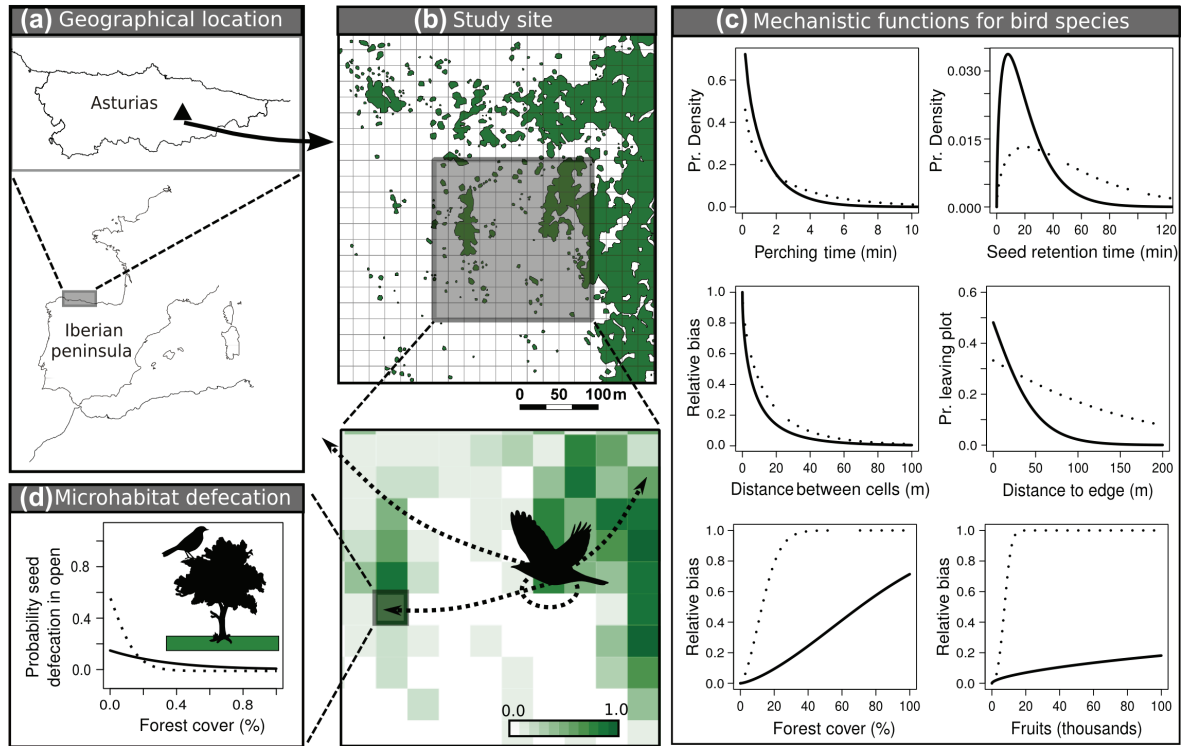 (a) Geographical location
Asturias
Iberian
peninsula
(b) Study site
0 50 100 m
0.0 1.0
(c) Mechanistic functions for bird species
Pr. Density
0.6
0.4
0.2
0.0
0 2 4 6 8 10
Perching time (min)
Pr. Density
0.030
0.015
0.000
0 20 40 60 80 120
Seed retention time (min)
Relative bias
1.0
0.8
0.6
0.4
0.2
0.0
0 20 40 60 80 100
Distance between cells (m)
Pr. leaving plot
0.6
0.4
0.2
0.0
0 50 100 150 200
Distance to edge (m)
Relative bias
1.0
0.8
0.6
0.4
0.2
0.0
0 20 40 60 80 100
Forest cover (%)
Relative bias
1.0
0.8
0.6
0.4
0.2
0.0
0 20 40 60 80 100
Fruits (thousands)
(d) Microhabitat defecation
Probability seed
defecation in open
0.8
0.4
0.0
0.0 0.4 0.8
Forest cover (%)